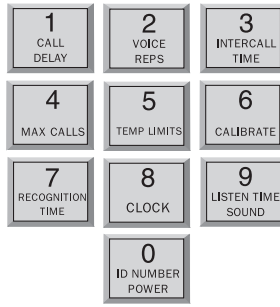 1
CALL
DELAY
2
VOICE
REPS
3
INTERCALL
TIME
4
MAX CALLS
5
TEMP LIMITS
6
CALIBRATE
7
RECOGNITION
TIME
8
CLOCK
9
LISTEN TIME
SOUND
0
ID NUMBER
POWER